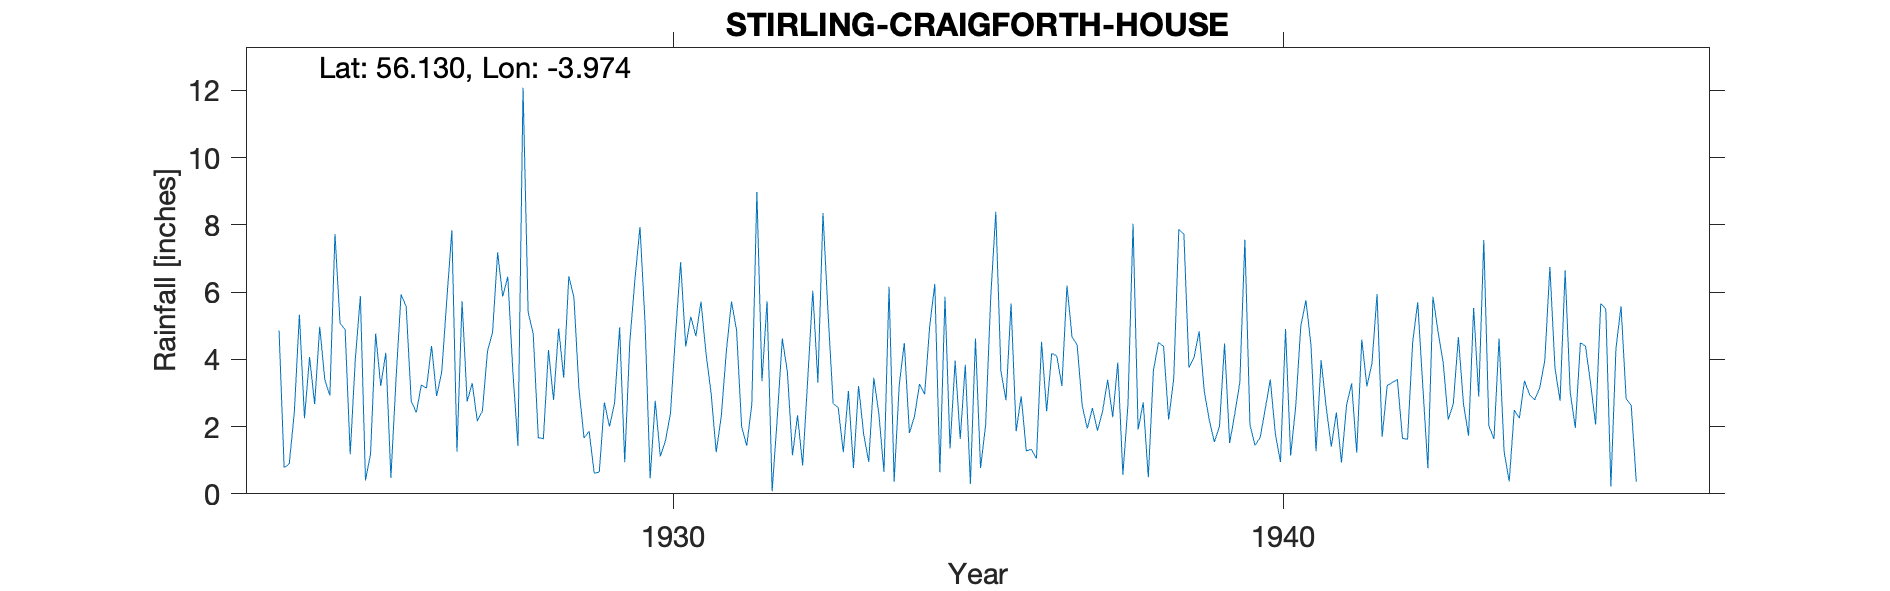 STIRLING-CRAIGFORTH-HOUSE
Lat: 56.130, Lon: -3.974
12
10
8
6
4
2
0
Rainfall [inches]
1930
1940
Year